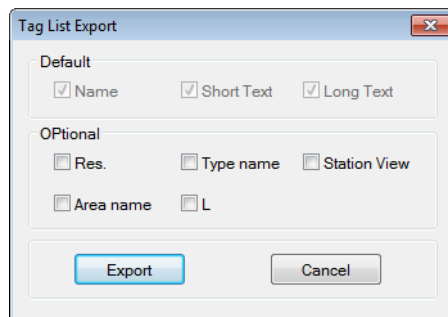 Tag List Export
Default
Name Short Text Long Text
OPtional
Res. Type name Station View
Area name L
Export Cancel